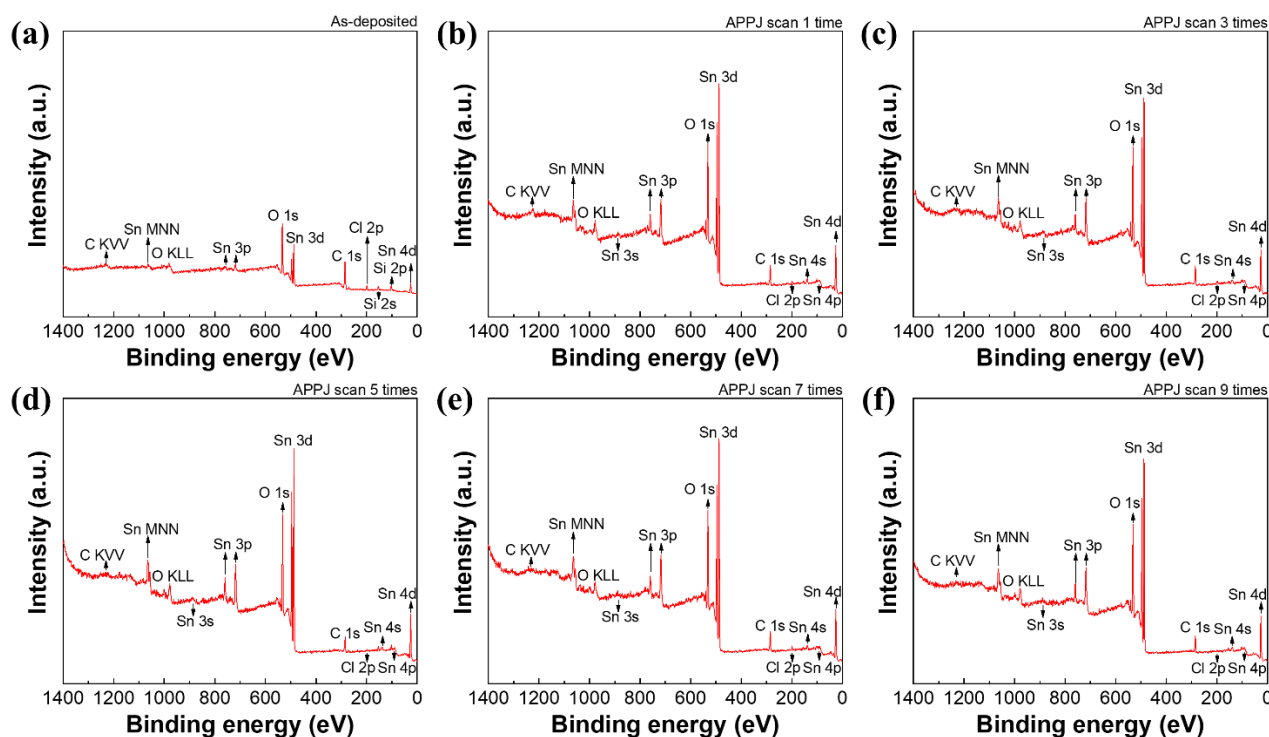 (a)
As-deposited
Intensity (a.u.)
C KVV
Sn MNN
O KLL
Sn 3p
O 1s
Sn 3d
C 1s
Cl 2p
Si 2s
Si 2p
Sn 4d
1400 1200 1000 800 600 400 200 0
Binding energy (eV)
(b)
APPJ scan 1 time
Intensity (a.u.)
C KVV
Sn MNN
O KLL
Sn 3s
Sn 3p
O 1s
Sn 3d
C 1s
Cl 2p
Sn 4s
Sn 4p
Sn 4d
1400 1200 1000 800 600 400 200 0
Binding energy (eV)
(c)
APPJ scan 3 times
Intensity (a.u.)
C KVV
Sn MNN
O KLL
Sn 3s
Sn 3p
O 1s
Sn 3d
C 1s
Cl 2p
Sn 4s
Sn 4p
Sn 4d
1400 1200 1000 800 600 400 200 0
Binding energy (eV)
(d)
APPJ scan 5 times
Intensity (a.u.)
C KVV
Sn MNN
O KLL
Sn 3s
Sn 3p
O 1s
Sn 3d
C 1s
Cl 2p
Sn 4s
Sn 4p
Sn 4d
1400 1200 1000 800 600 400 200 0
Binding energy (eV)
(e)
APPJ scan 7 times
Intensity (a.u.)
C KVV
Sn MNN
O KLL
Sn 3s
Sn 3p
O 1s
Sn 3d
C 1s
Cl 2p
Sn 4s
Sn 4p
Sn 4d
1400 1200 1000 800 600 400 200 0
Binding energy (eV)
(f)
APPJ scan 9 times
Intensity (a.u.)
C KVV
Sn MNN
O KLL
Sn 3s
Sn 3p
O 1s
Sn 3d
C 1s
Cl 2p
Sn 4s
Sn 4p
Sn 4d
1400 1200 1000 800 600 400 200 0
Binding energy (eV)